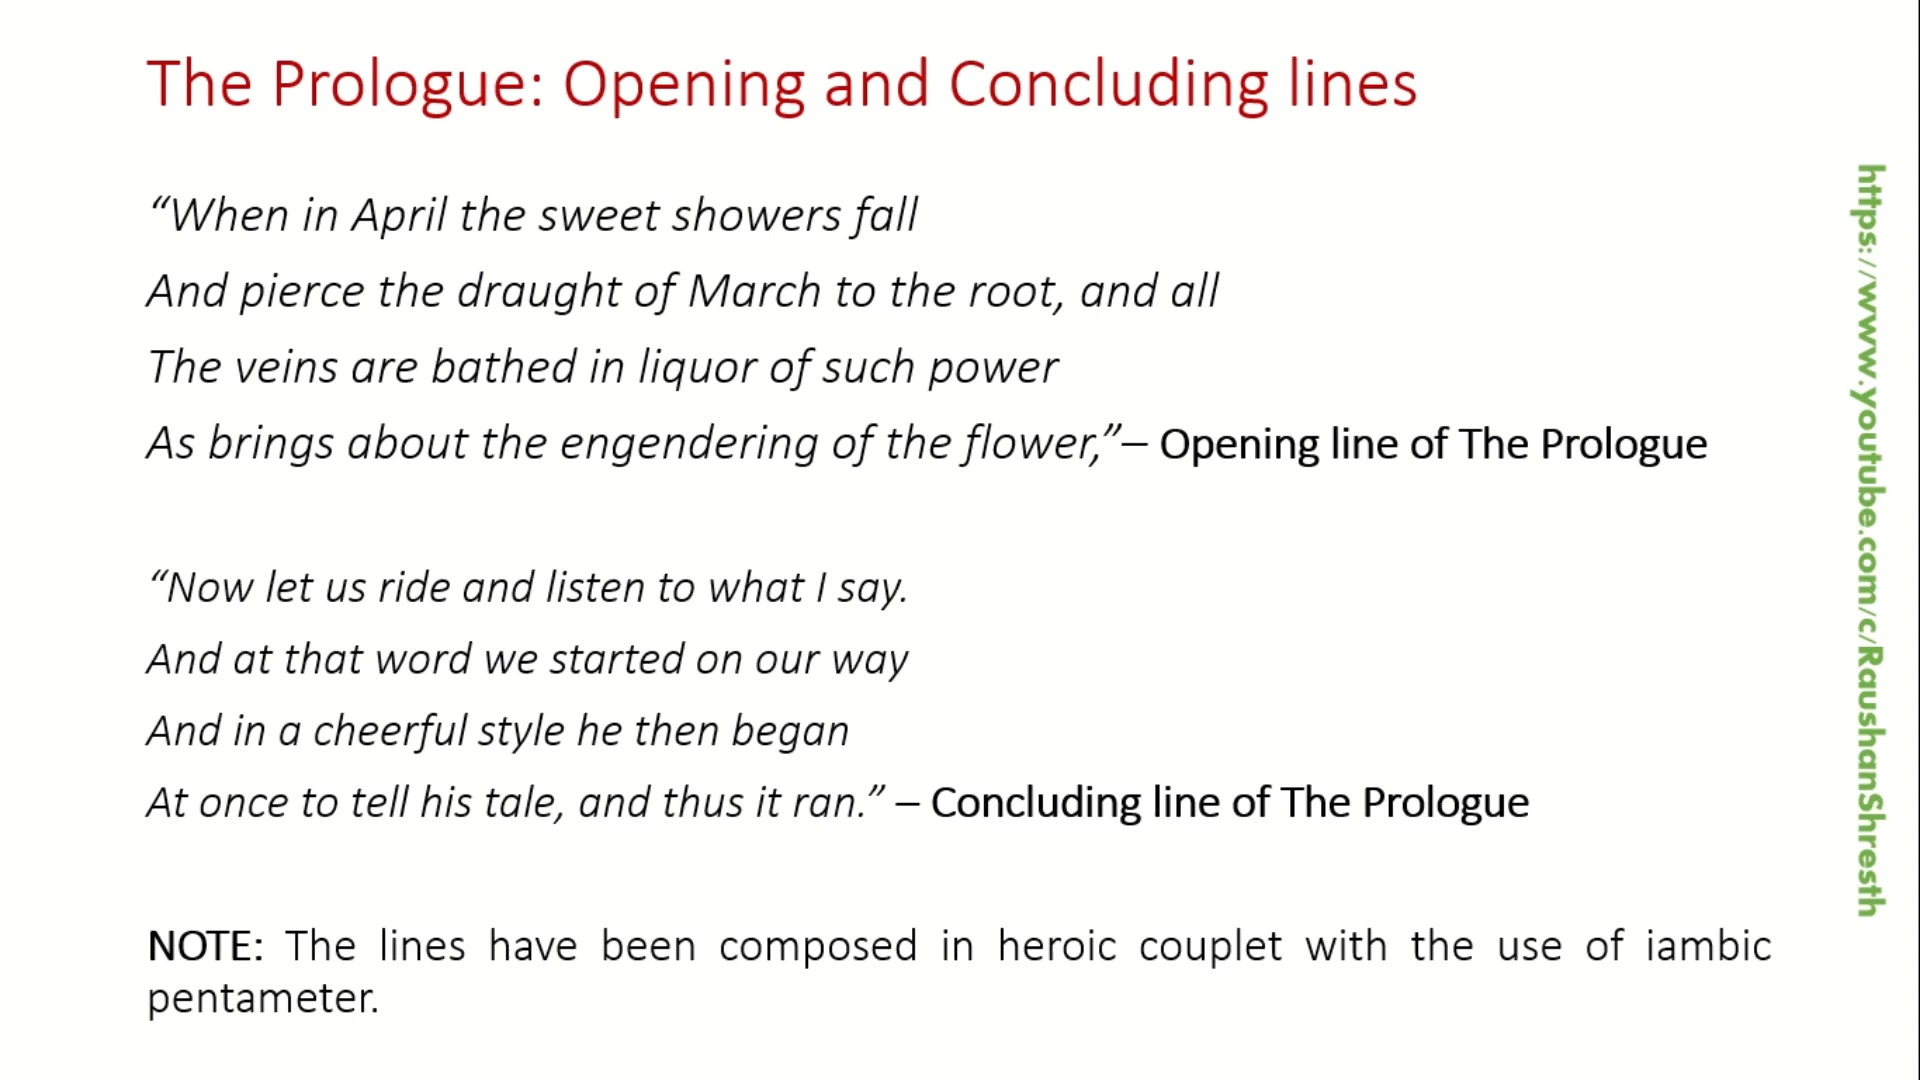 The Prologue: Opening and Concluding lines
“When in April the sweet showers fall
And pierce the draught of March to the root, and all
The veins are bathed in liquor of such power
As brings about the engendering of the flower,”– Opening line of The Prologue
“Now let us ride and listen to what I say.
And at that word we started on our way
And in a cheerful style he then began
At once to tell his tale, and thus it ran.” – Concluding line of The Prologue
NOTE: The lines have been composed in heroic couplet with the use of iambic
pentameter.
https://www.youtube.com/c/RaushanShresth